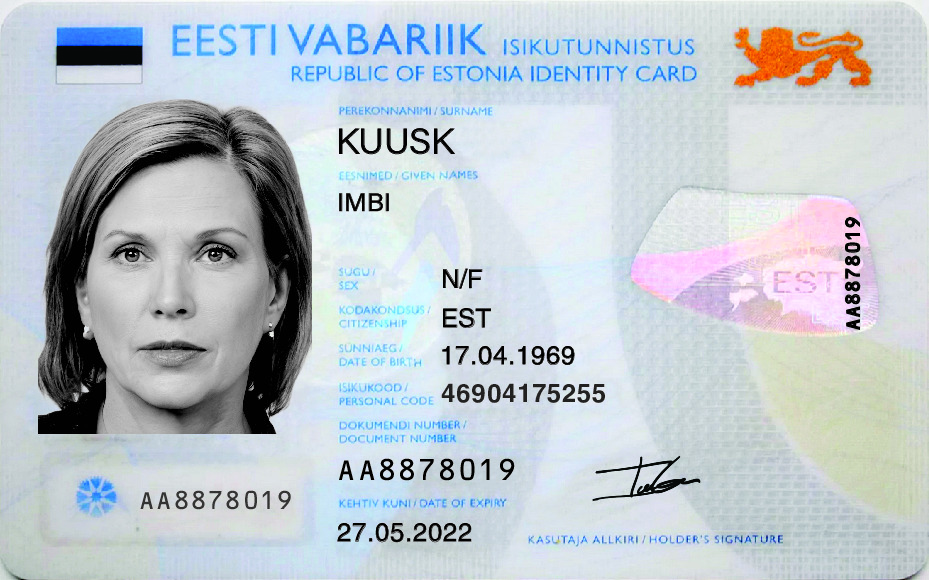 EESTI VABARIIK ISIKUTUNNISTUS
REPUBLIC OF ESTONIA IDENTITY CARD
PEREKONNANIMI / SURNAME
KUUSK
EESNIMED / GIVEN NAMES
IMBI
SUGU /
SEX
N/F
KODAKONDSUS /
CITIZENSHIP
EST
SÜNNIAEG /
DATE OF BIRTH
17.04.1969
ISIKUKOOD /
PERSONAL CODE
46904175255
DOKUMENDI NUMBER /
DOCUMENT NUMBER
AA8878019
KEHTIV KUNI / DATE OF EXPIRY
27.05.2022
AA8878019
EST
AA8878019
KASUTAJA ALLKIRI / HOLDER'S SIGNATURE